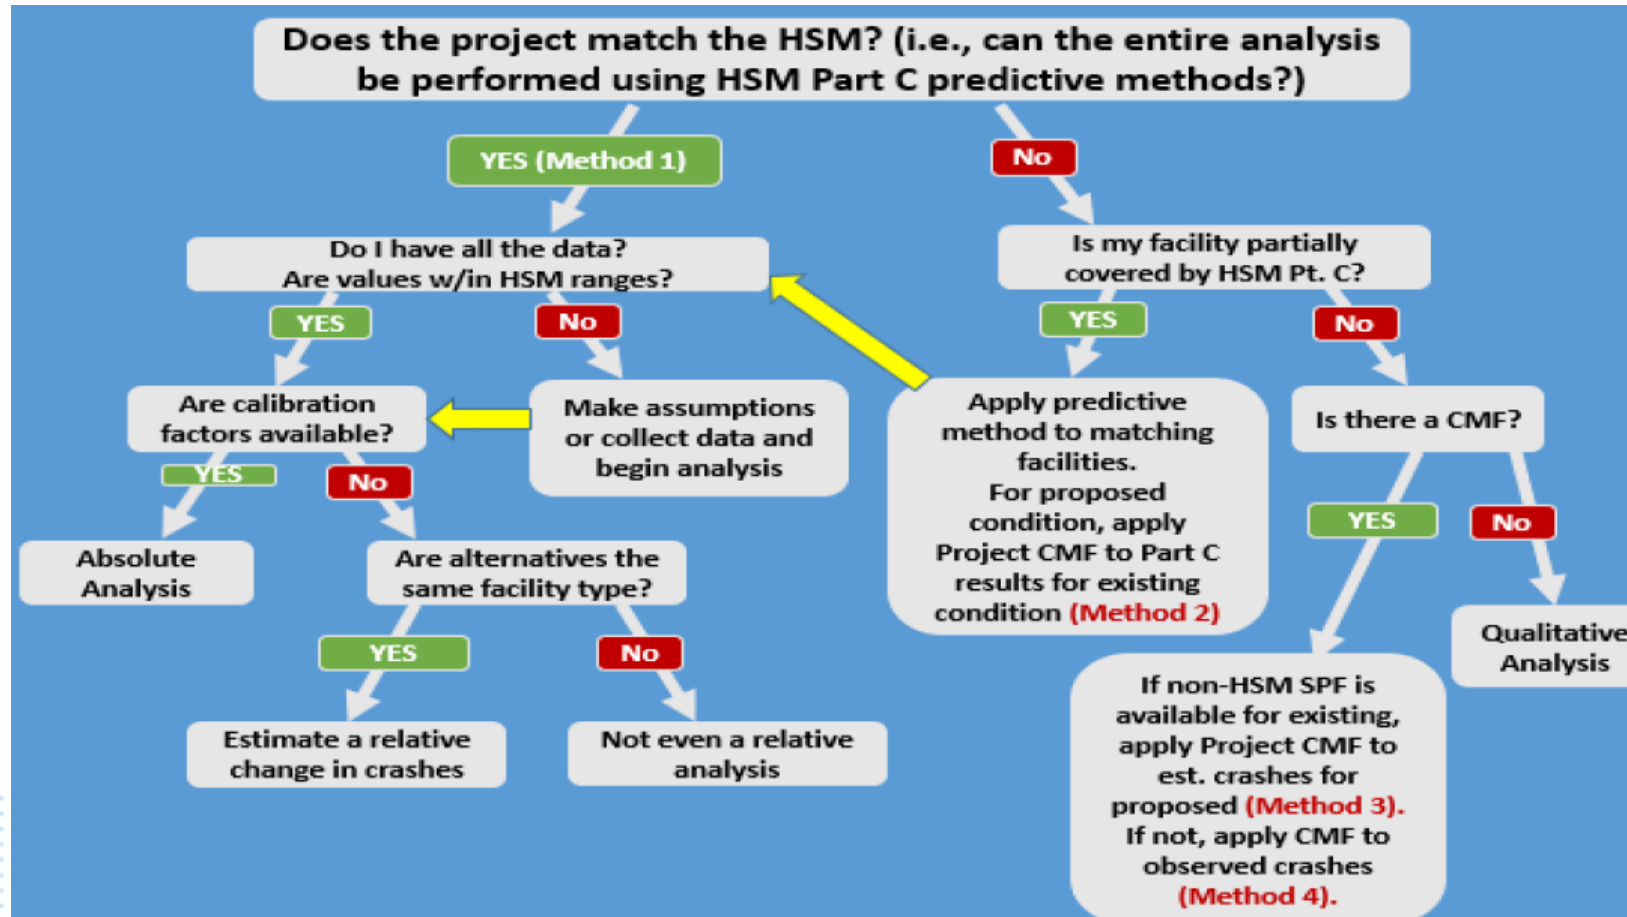 Does the project match the HSM? (i.e., can the entire analysis
be performed using HSM Part C predictive methods?)
YES (Method 1)
No
Do I have all the data?
Are values w/in HSM ranges?
Is my facility partially
covered by HSM Pt. C?
YES
No
YES
No
Are calibration
factors available?
Make assumptions
or collect data and
begin analysis
Apply predictive
method to matching
facilities.
For proposed
condition, apply
Project CMF to Part C
results for existing
condition (Method 2)
Is there a CMF?
YES
No
YES
No
Absolute
Analysis
Are alternatives the
same facility type?
Qualitative
Analysis
YES
No
If non-HSM SPF is
available for existing,
apply Project CMF to
est. crashes for
proposed (Method 3).
If not, apply CMF to
observed crashes
(Method 4).
Estimate a relative
change in crashes
Not even a relative
analysis